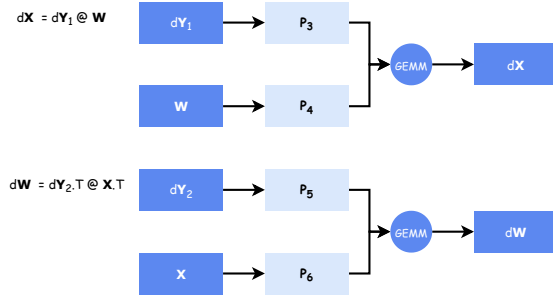 dX = dY₁ @ W
dY₁
P₃
GEMM
dX
W
P₄
dW = dY₂.T @ X.T
dY₂
P₅
GEMM
dW
X
P₆